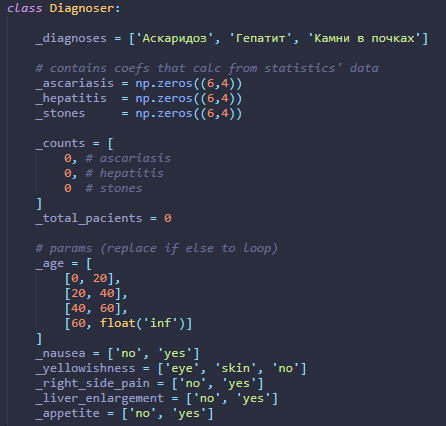 class Diagnoser:
_diagnoses = ['Аскаридоз', 'Гепатит', 'Камни в почках']
# contains coefs that calc from statistics' data
_ascariasis = np.zeros((6,4))
_hepatitis  = np.zeros((6,4))
_stones     = np.zeros((6,4))
_counts = [
0, # ascariasis
0, # hepatitis
0  # stones
]
_total_pacients = 0
# params (replace if else to loop)
_age = [
[0, 20],
[20, 40],
[40, 60],
[60, float('inf')]
]
_nausea = ['no', 'yes']
_yellowishness = ['eye', 'skin', 'no']
_right_side_pain = ['no', 'yes']
_liver_enlargement = ['no', 'yes']
_appetite = ['no', 'yes']